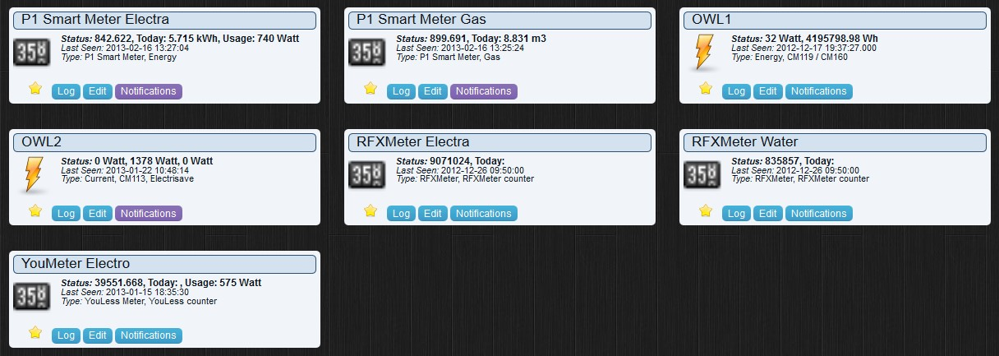 P1 Smart Meter Electra
Status: 842.622, Today: 5.715 kWh, Usage: 740 Watt
Last Seen: 2013-02-16 13:27:04
Type: P1 Smart Meter, Energy
Log Edit Notifications
P1 Smart Meter Gas
Status: 899.691, Today: 8.831 m3
Last Seen: 2013-02-16 13:25:24
Type: P1 Smart Meter, Gas
Log Edit Notifications
OWL1
Status: 32 Watt, 4195798.98 Wh
Last Seen: 2012-12-17 19:37:27.000
Type: Energy, CM119 / CM160
Log Edit Notifications
OWL2
Status: 0 Watt, 1378 Watt, 0 Watt
Last Seen: 2013-01-22 10:48:14
Type: Current, CM113, Electrisave
Log Edit Notifications
RFXMeter Electra
Status: 9071024, Today:
Last Seen: 2012-12-26 09:50:00
Type: RFXMeter, RFXMeter counter
Log Edit Notifications
RFXMeter Water
Status: 835857, Today:
Last Seen: 2012-12-26 09:50:00
Type: RFXMeter, RFXMeter counter
Log Edit Notifications
YouMeter Electro
Status: 39551.668, Today: , Usage: 575 Watt
Last Seen: 2013-01-15 18:35:30
Type: YouLess Meter, YouLess counter
Log Edit Notifications